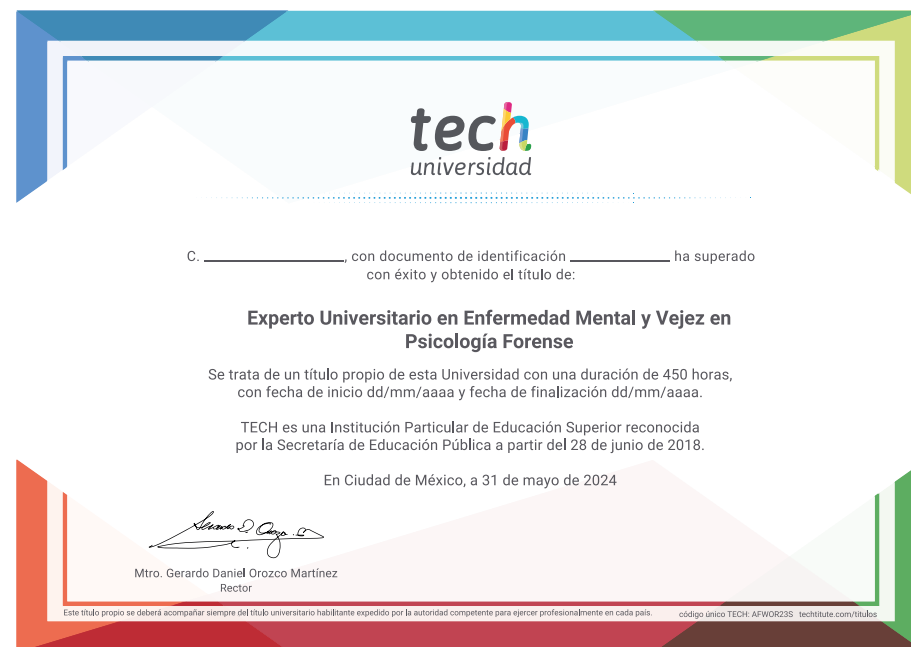 tech
universidad
C. ____________________, con documento de identificación ______________ ha superado
con éxito y obtenido el título de:
Experto Universitario en Enfermedad Mental y Vejez en
Psicología Forense
Se trata de un título propio de esta Universidad con una duración de 450 horas,
con fecha de inicio dd/mm/aaaa y fecha de finalización dd/mm/aaaa.
TECH es una Institución Particular de Educación Superior reconocida
por la Secretaría de Educación Pública a partir del 28 de junio de 2018.
En Ciudad de México, a 31 de mayo de 2024
Mtro. Gerardo Daniel Orozco Martínez
Rector
Este título propio se deberá acompañar siempre del título universitario habilitante expedido por la autoridad competente para ejercer profesionalmente en cada país. código único TECH: AFWOR23S techtitute.com/titulos